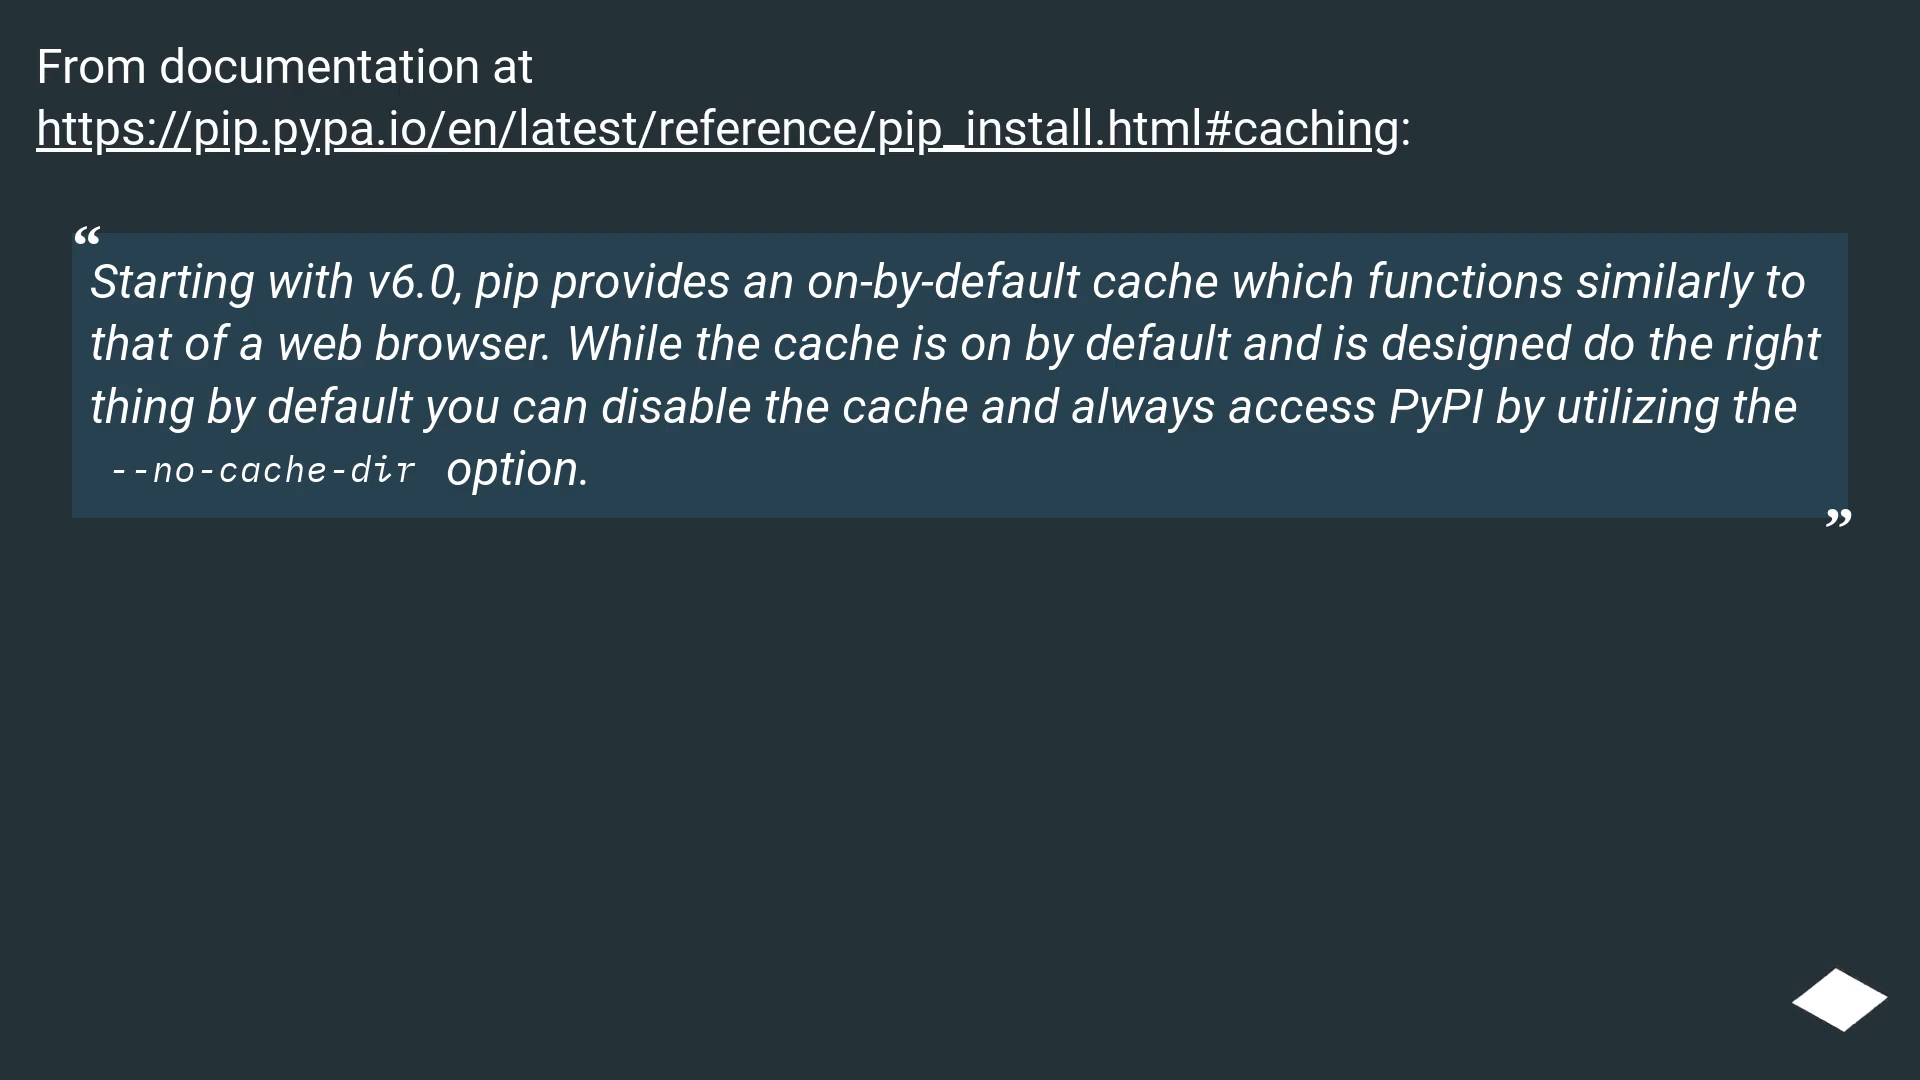 From documentation at
https://pip.pypa.io/en/latest/reference/pip_install.html#caching:
“
Starting with v6.0, pip provides an on-by-default cache which functions similarly to
that of a web browser. While the cache is on by default and is designed do the right
thing by default you can disable the cache and always access PyPI by utilizing the
--no-cache-dir option.
”